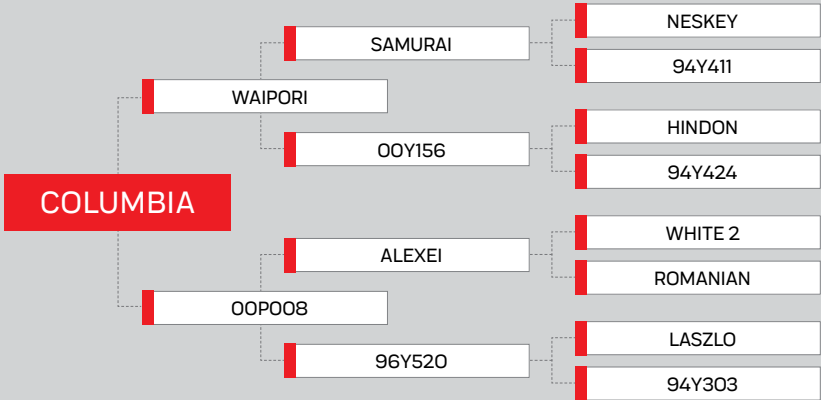 NESKEY
SAMURAI
94Y411
WAIPORI
HINDON
00Y156
94Y424
COLUMBIA
WHITE 2
ALEXEI
ROMANIAN
00P008
LASZLO
96Y520
94Y303